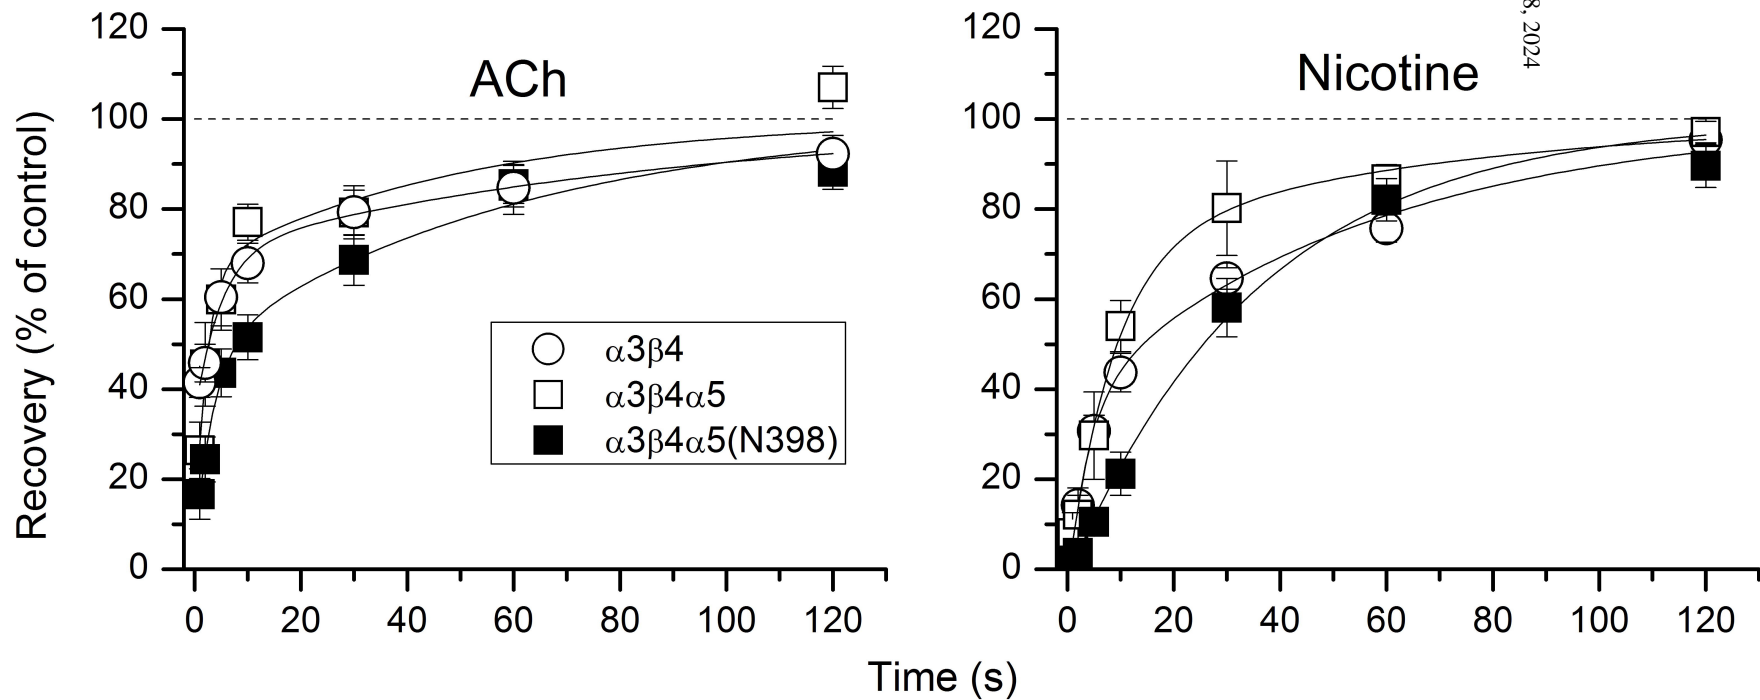 ACh
Nicotine
8, 2024
Recovery (% of control)
120
100
80
60
40
20
0
0 20 40 60 80 100 120
α3β4
α3β4α5
α3β4α5(N398)
120
100
80
60
40
20
0
0 20 40 60 80 100 120
Time (s)